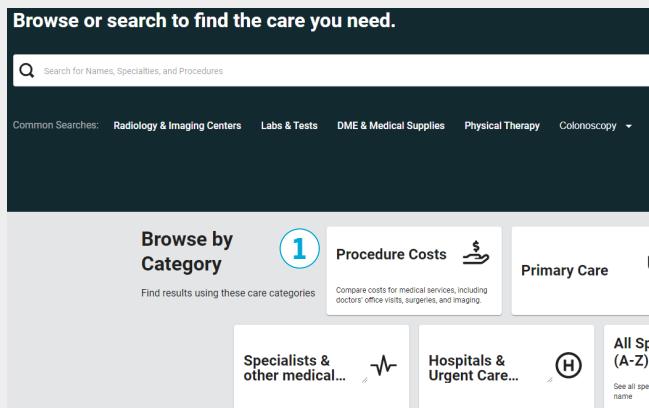 Browse or search to find the care you need.
Search for Names, Specialties, and Procedures
Common Searches: Radiology & Imaging Centers Labs & Tests DME & Medical Supplies Physical Therapy Colonoscopy
Browse by
Category
Find results using these care categories
1
Procedure Costs
$
Compare costs for medical services, including
doctors' office visits, surgeries, and imaging.
Primary Care
Specialists &
other medical...
Hospitals &
Urgent Care...
H
All Sp
(A-Z)
See all spe
name